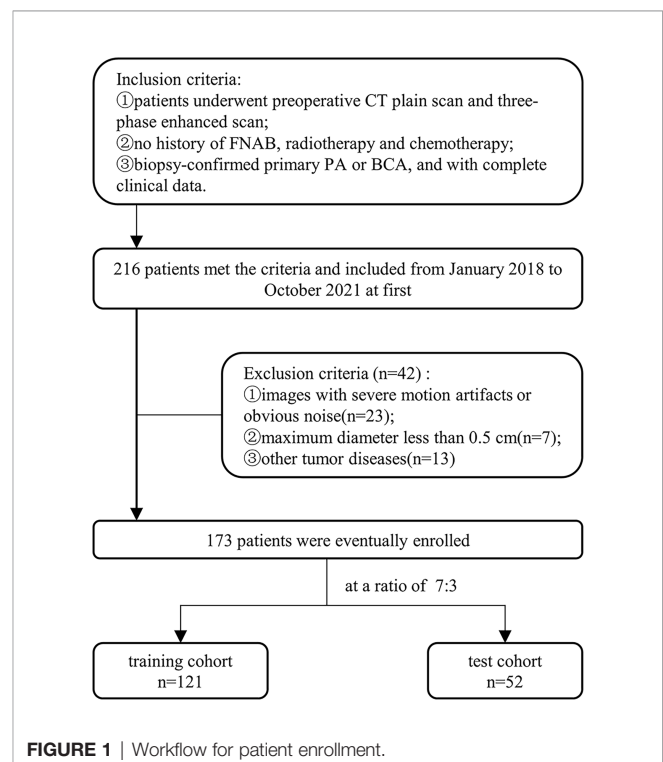 Inclusion criteria:
①patients underwent preoperative CT plain scan and three-
phase enhanced scan;
②no history of FNAB, radiotherapy and chemotherapy;
③biopsy-confirmed primary PA or BCA, and with complete
clinical data.
216 patients met the criteria and included from January 2018 to
October 2021 at first
Exclusion criteria (n=42) :
①images with severe motion artifacts or
obvious noise(n=23);
②maximum diameter less than 0.5 cm(n=7);
③other tumor diseases(n=13)
173 patients were eventually enrolled
at a ratio of 7:3
training cohort
n=121
test cohort
n=52
FIGURE 1 | Workflow for patient enrollment.